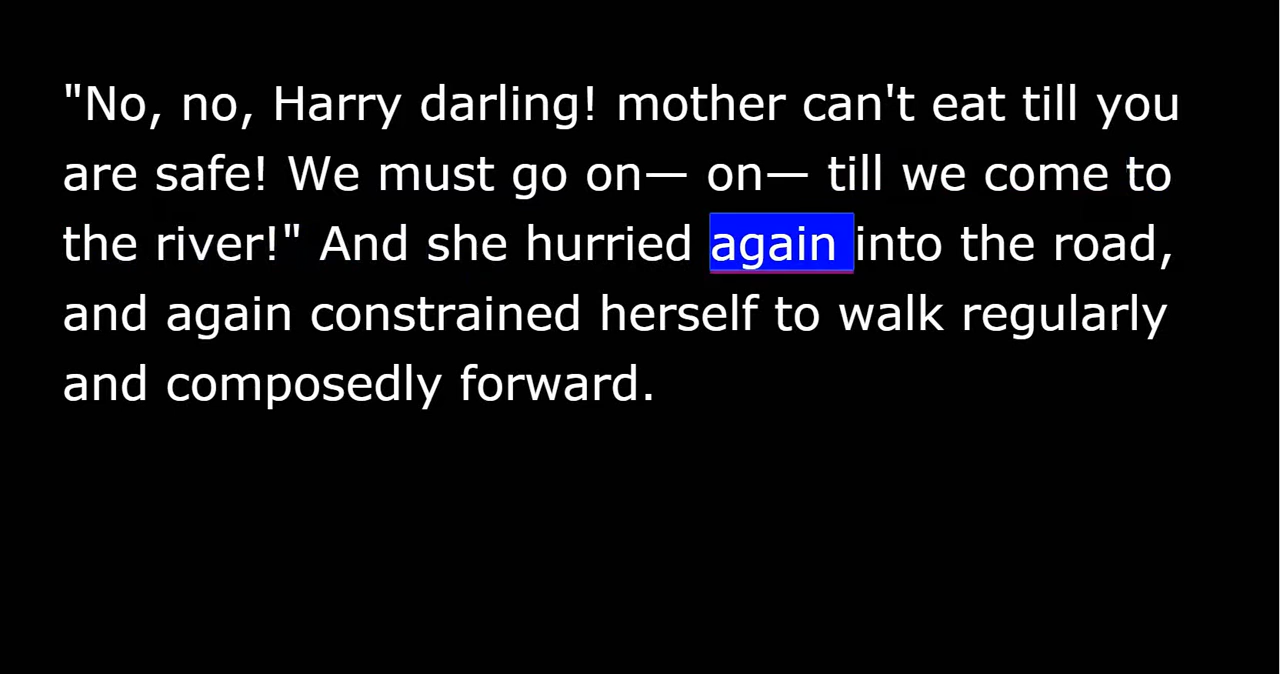 "No, no, Harry darling! mother can't eat till you
are safe! We must go on— on— till we come to
the river!" And she hurried again into the road,
and again constrained herself to walk regularly
and composedly forward.